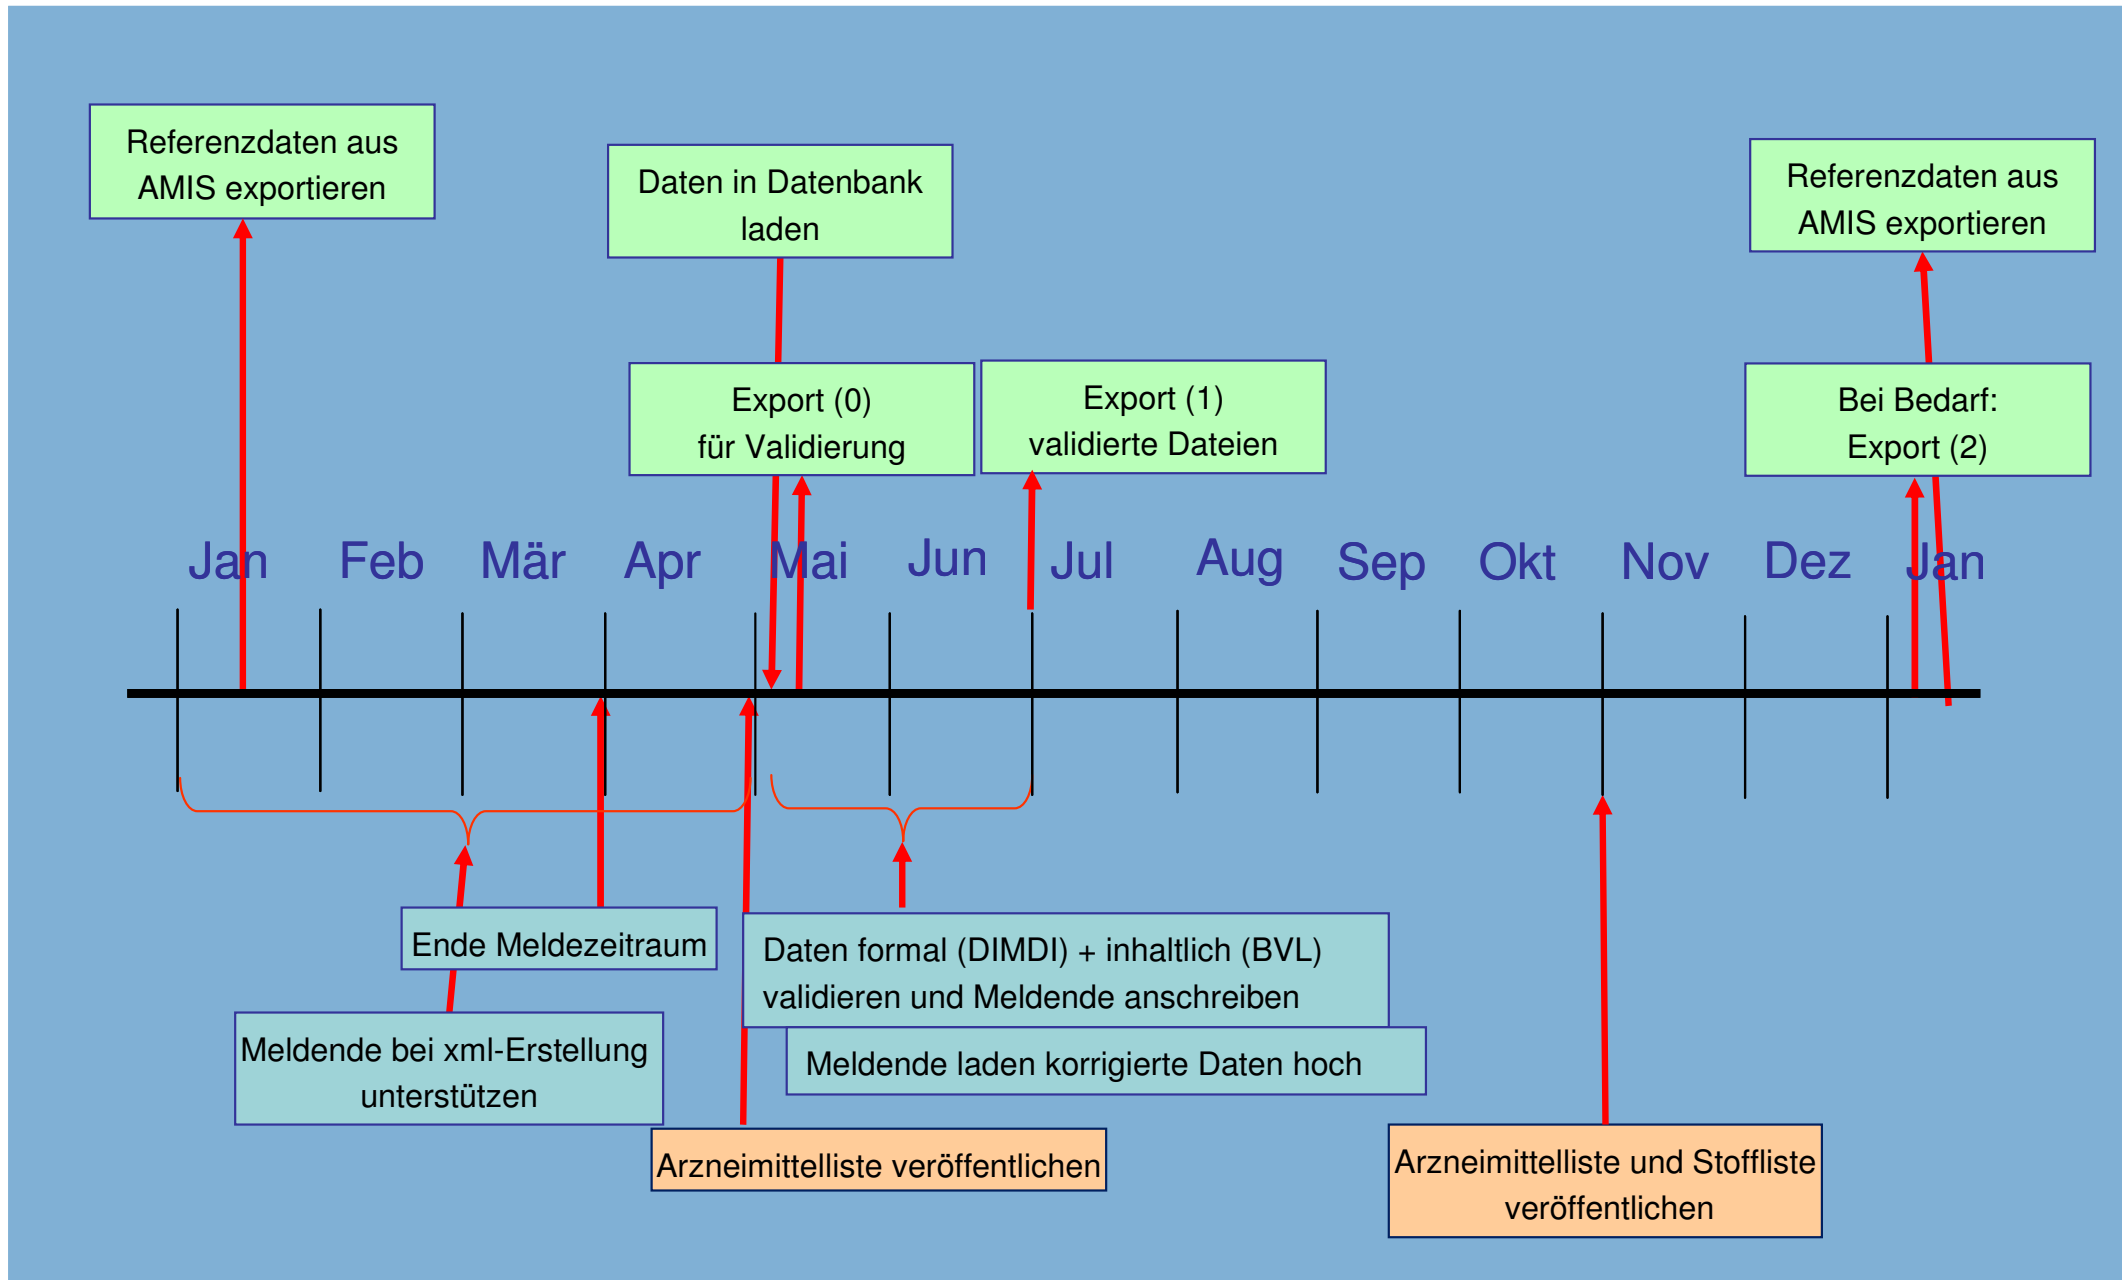 Referenzdaten aus
AMIS exportieren
Daten in Datenbank
laden
Referenzdaten aus
AMIS exportieren
Export (0)
für Validierung
Export (1)
validierte Dateien
Bei Bedarf:
Export (2)
Jan Feb Mär Apr Mai Jun Jul Aug Sep Okt Nov Dez Jan
Ende Meldezeitraum
Daten formal (DIMDI) + inhaltlich (BVL)
validieren und Meldende anschreiben
Meldende bei xml-Erstellung
unterstützen
Meldende laden korrigierte Daten hoch
Arzneimittelliste veröffentlichen
Arzneimittelliste und Stoffliste
veröffentlichen